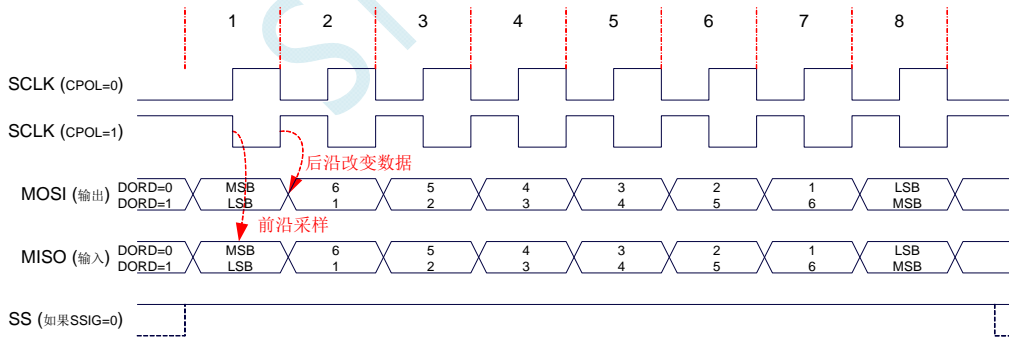 1 2 3 4 5 6 7 8
SCLK (CPOL=0)
SCLK (CPOL=1)
后沿改变数据
MOSI (输出) DORD=0 MSB 6 5 4 3 2 1 LSB
DORD=1 LSB 1 2 3 4 5 6 MSB
前沿采样
MISO (输入) DORD=0 MSB 6 5 4 3 2 1 LSB
DORD=1 LSB 1 2 3 4 5 6 MSB
SS (如果SSIG=0)